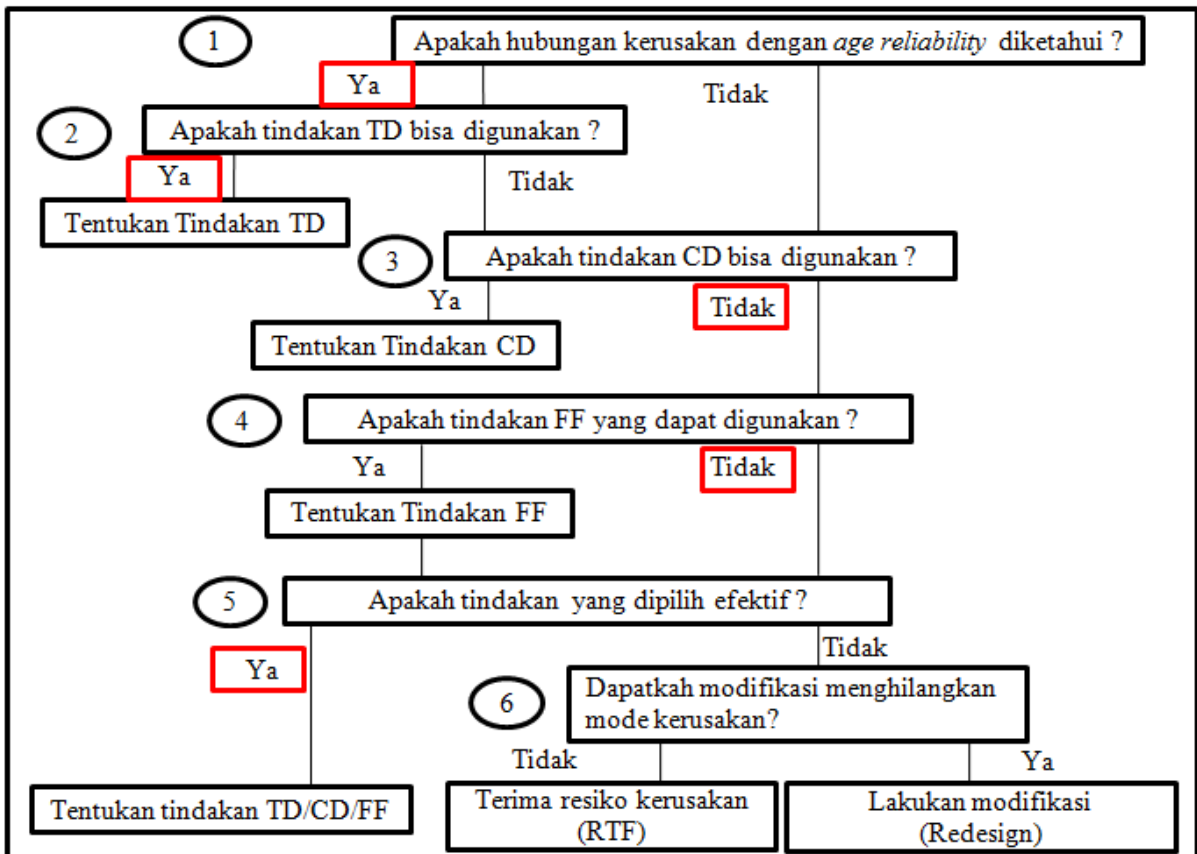 1
Apakah hubungan kerusakan dengan age reliability diketahui ?
Ya
Tidak
2
Apakah tindakan TD bisa digunakan ?
Ya
Tidak
Tentukan Tindakan TD
3
Apakah tindakan CD bisa digunakan ?
Ya
Tidak
Tentukan Tindakan CD
4
Apakah tindakan FF yang dapat digunakan ?
Ya
Tidak
Tentukan Tindakan FF
5
Apakah tindakan yang dipilih efektif ?
Ya
Tidak
6
Dapatkah modifikasi menghilangkan
mode kerusakan?
Tidak
Ya
Tentukan tindakan TD/CD/FF
Terima resiko kerusakan
(RTF)
Lakukan modifikasi
(Redesign)